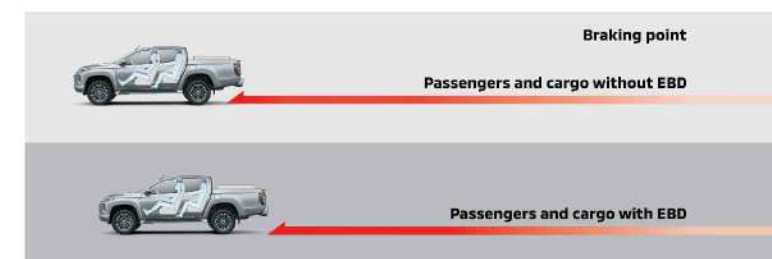 Braking point
Passengers and cargo without EBD
Passengers and cargo with EBD